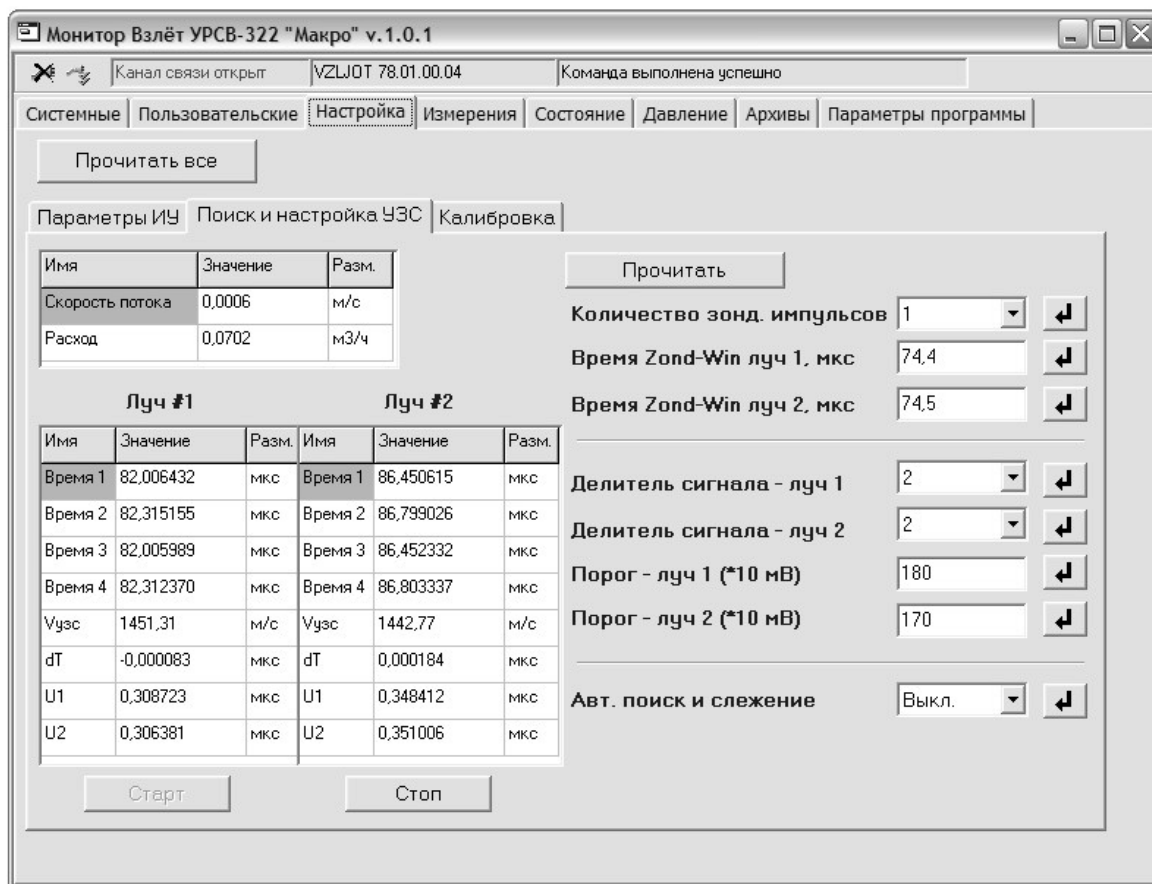 Монитор Взлёт УРСВ-322 "Макро" v.1.0.1
Канал связи открыт VZLJOT 78.01.00.04 Команда выполнена успешно
Системные Пользовательские Настройка Измерения Состояние Давление Архивы Параметры программы
Прочитать все
Параметры ИУ Поиск и настройка УЗС Калибровка
Имя Значение Разм.
Скорость потока 0,0006 м/с
Расход 0,0702 м3/ч
Луч #1 Луч #2
Имя Значение Разм. Имя Значение Разм.
Время 1 82,006432 мкс Время 1 86,450615 мкс
Время 2 82,315155 мкс Время 2 86,799026 мкс
Время 3 82,005989 мкс Время 3 86,452332 мкс
Время 4 82,312370 мкс Время 4 86,803337 мкс
Vузс 1451,31 м/с Vузс 1442,77 м/с
dT -0,000083 мкс dT 0,000184 мкс
U1 0,308723 мкс U1 0,348412 мкс
U2 0,306381 мкс U2 0,351006 мкс
Старт Стоп
Прочитать
Количество зонд. импульсов 1
Время Zond-Win луч 1, мкс 74,4
Время Zond-Win луч 2, мкс 74,5
Делитель сигнала - луч 1 2
Делитель сигнала - луч 2 2
Порог - луч 1 (*10 мВ) 180
Порог - луч 2 (*10 мВ) 170
Авт. поиск и слежение Выкл.